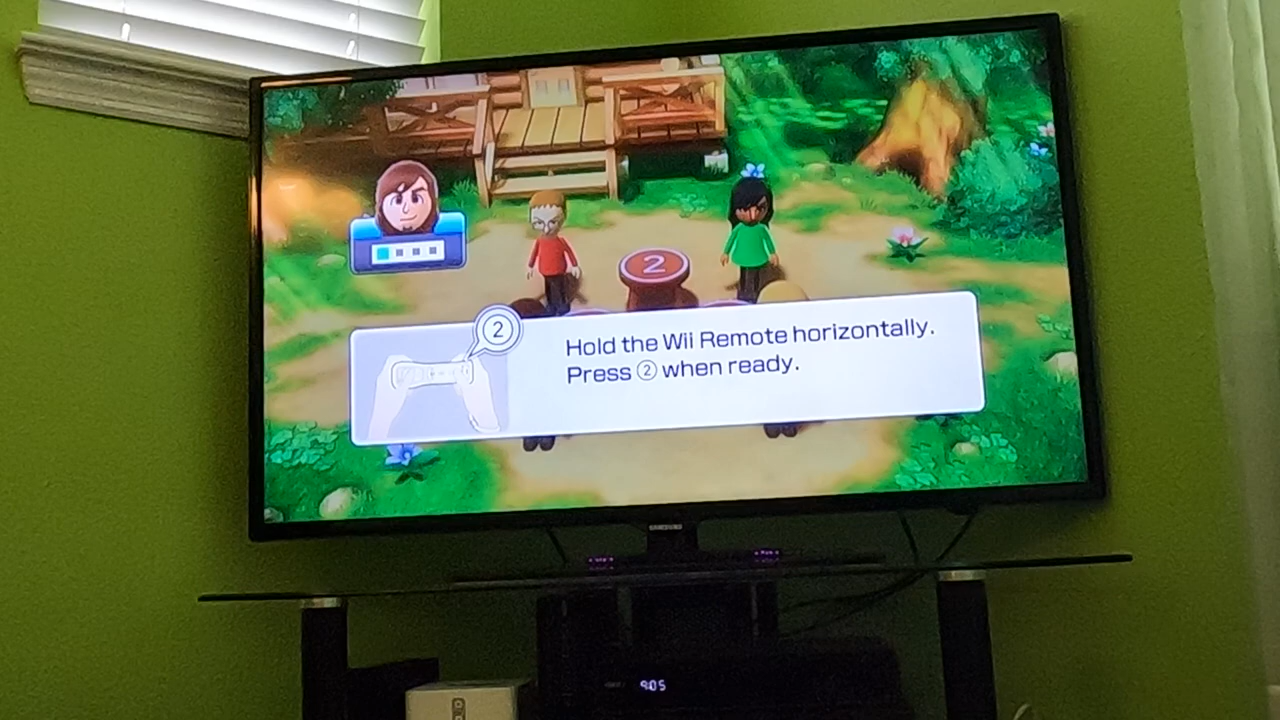 2
2
Hold the Wii Remote horizontally.
Press ② when ready.
9:05